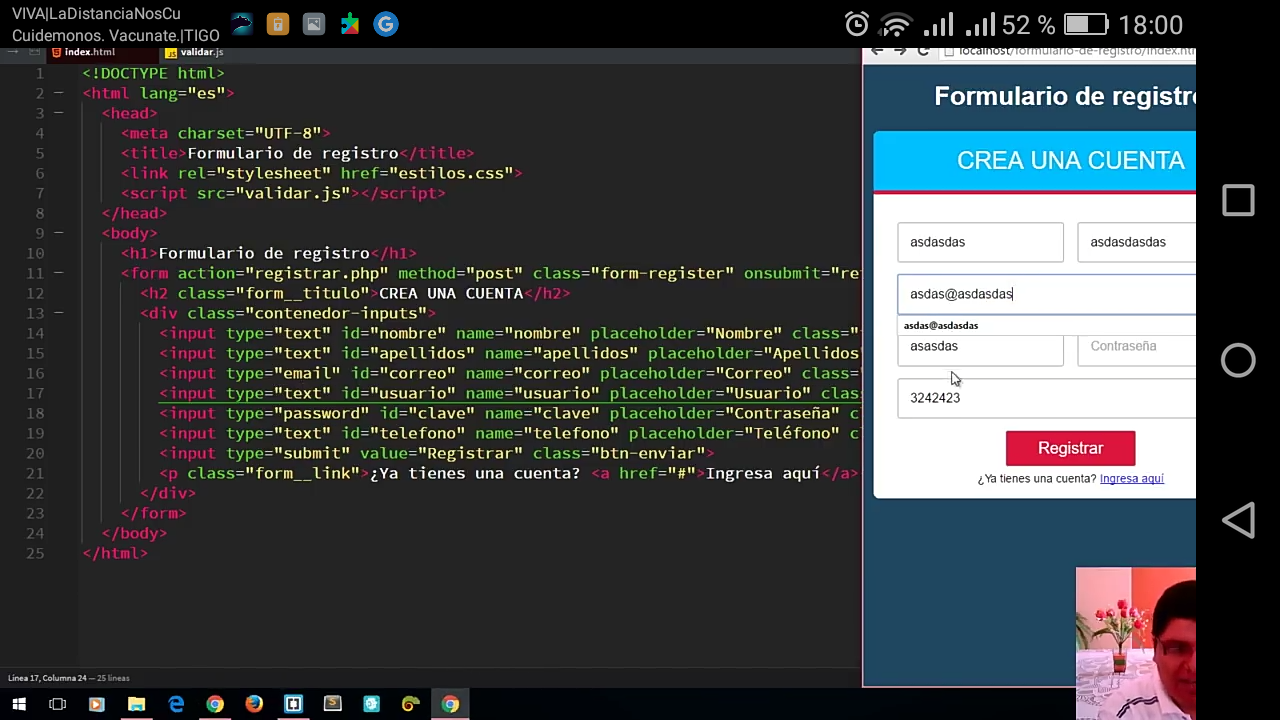 VIVA|LaDistanciaNosCu
Cuidemonos. Vacunate.|TIGO
52 %
18:00
index.html
validar.js
localhost/formulario-de-registro/index.ht
1 <!DOCTYPE html>
2 <html lang="es">
3 <head>
4 <meta charset="UTF-8">
5 <title>Formulario de registro</title>
6 <link rel="stylesheet" href="estilos.css">
7 <script src="validar.js"></script>
8 </head>
9 <body>
10 <h1>Formulario de registro</h1>
11 <form action="registrar.php" method="post" class="form-register" onsubmit="re
12 <h2 class="form__titulo">CREA UNA CUENTA</h2>
13 <div class="contenedor-inputs">
14 <input type="text" id="nombre" name="nombre" placeholder="Nombre" class="
15 <input type="text" id="apellidos" name="apellidos" placeholder="Apellidos"
16 <input type="email" id="correo" name="correo" placeholder="Correo" class="
17 <input type="text" id="usuario" name="usuario" placeholder="Usuario" clas
18 <input type="password" id="clave" name="clave" placeholder="Contraseña" c
19 <input type="text" id="telefono" name="telefono" placeholder="Teléfono" c
20 <input type="submit" value="Registrar" class="btn-enviar">
21 <p class="form__link">¿Ya tienes una cuenta? <a href="#">Ingresa aquí</a>
22 </div>
23 </form>
24 </body>
25 </html>
Formulario de registr
CREA UNA CUENTA
asdasdas
asdasdasdas
asdas@asdasdas
asdas@asdasdas
asasdas
Contraseña
3242423
Registrar
¿Ya tienes una cuenta? Ingresa aquí
Línea 17, Columna 24 — 25 líneas